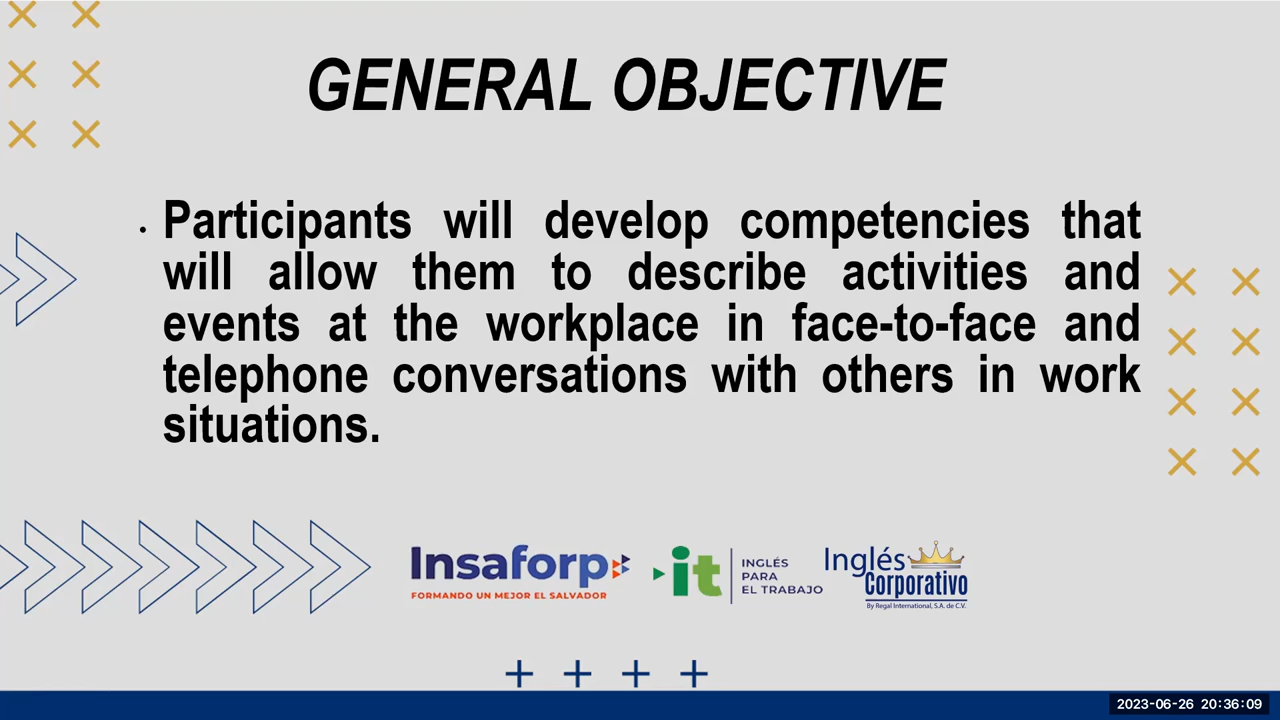 GENERAL OBJECTIVE
• Participants will develop competencies that
will allow them to describe activities and
events at the workplace in face-to-face and
telephone conversations with others in work
situations.
Insaforp
FORMANDO UN MEJOR EL SALVADOR
it
INGLÉS
PARA
EL TRABAJO
Inglés
Corporativo
By Regal International, S.A. de C.V.
2023-06-26 20:36:09